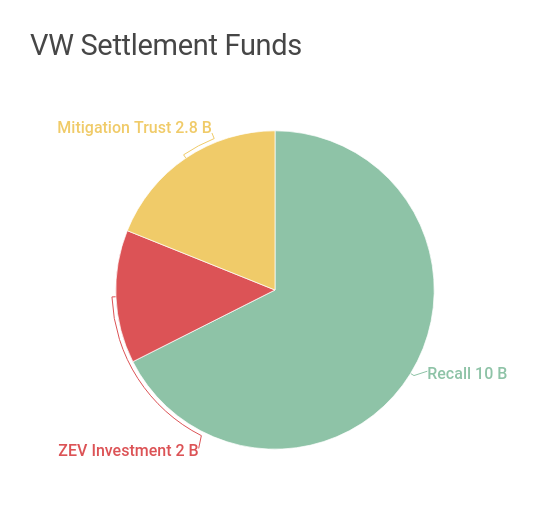 VW Settlement Funds
Mitigation Trust 2.8 B
Recall 10 B
ZEV Investment 2 B